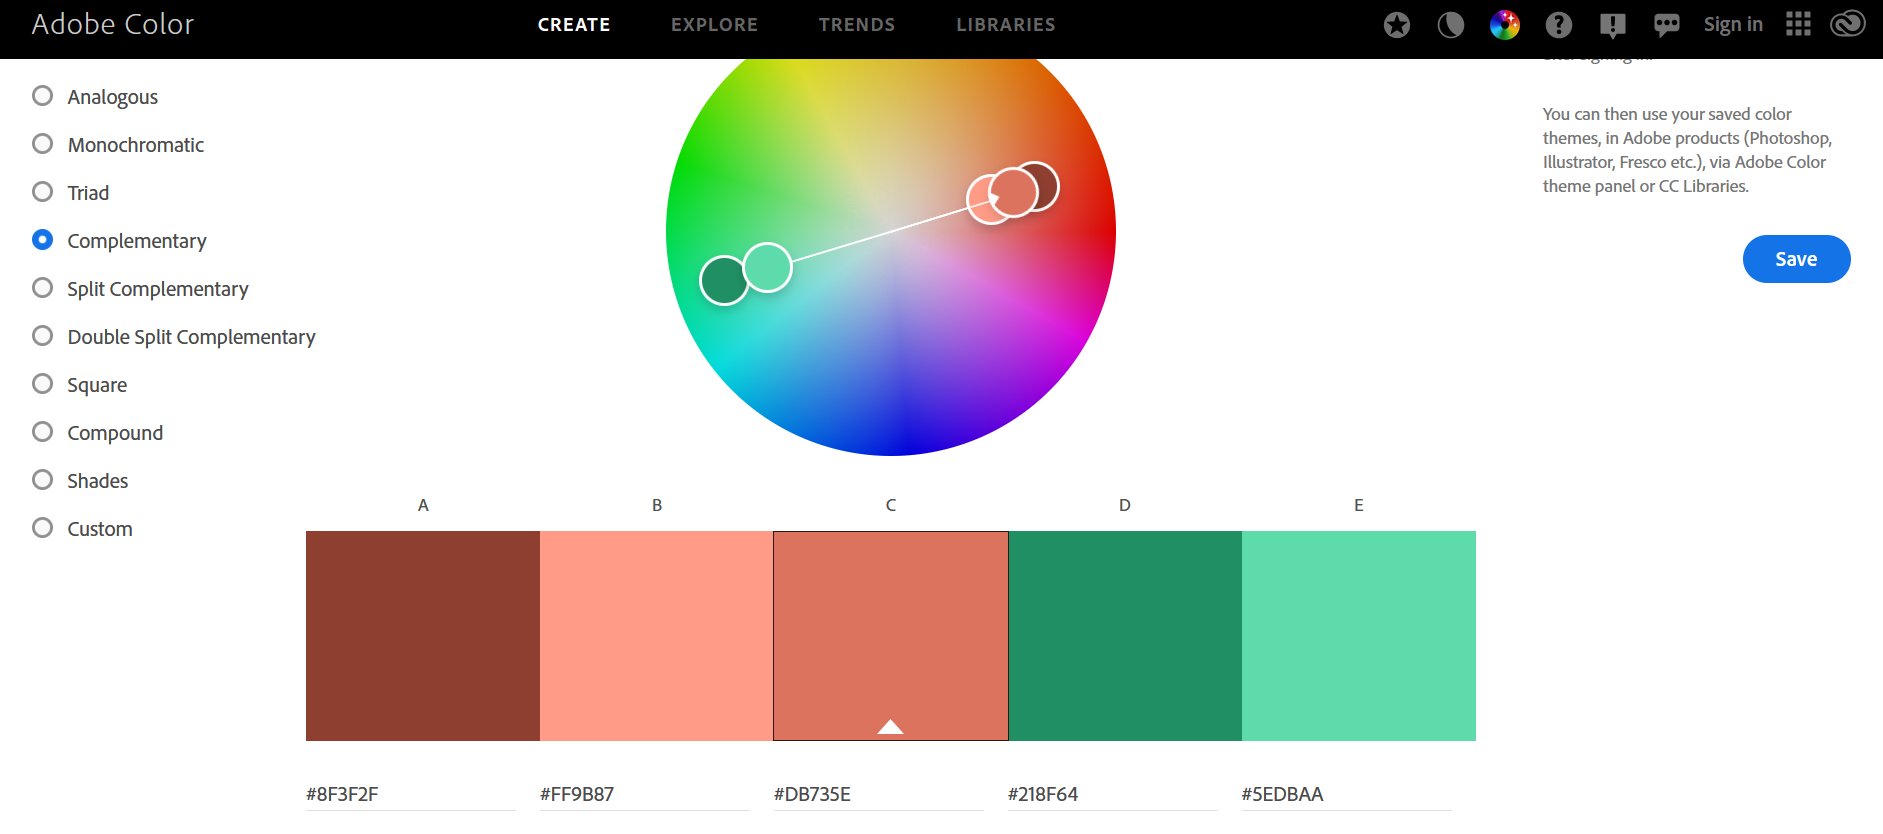 Adobe Color
CREATE
EXPLORE
TRENDS
LIBRARIES
Sign in
Analogous
Monochromatic
Triad
Complementary
Split Complementary
Double Split Complementary
Square
Compound
Shades
Custom
You can then use your saved color
themes, in Adobe products (Photoshop,
Illustrator, Fresco etc.), via Adobe Color
theme panel or CC Libraries.
Save
A
B
C
D
E
#8F3F2F
#FF9B87
#DB735E
#218F64
#5EDBAA